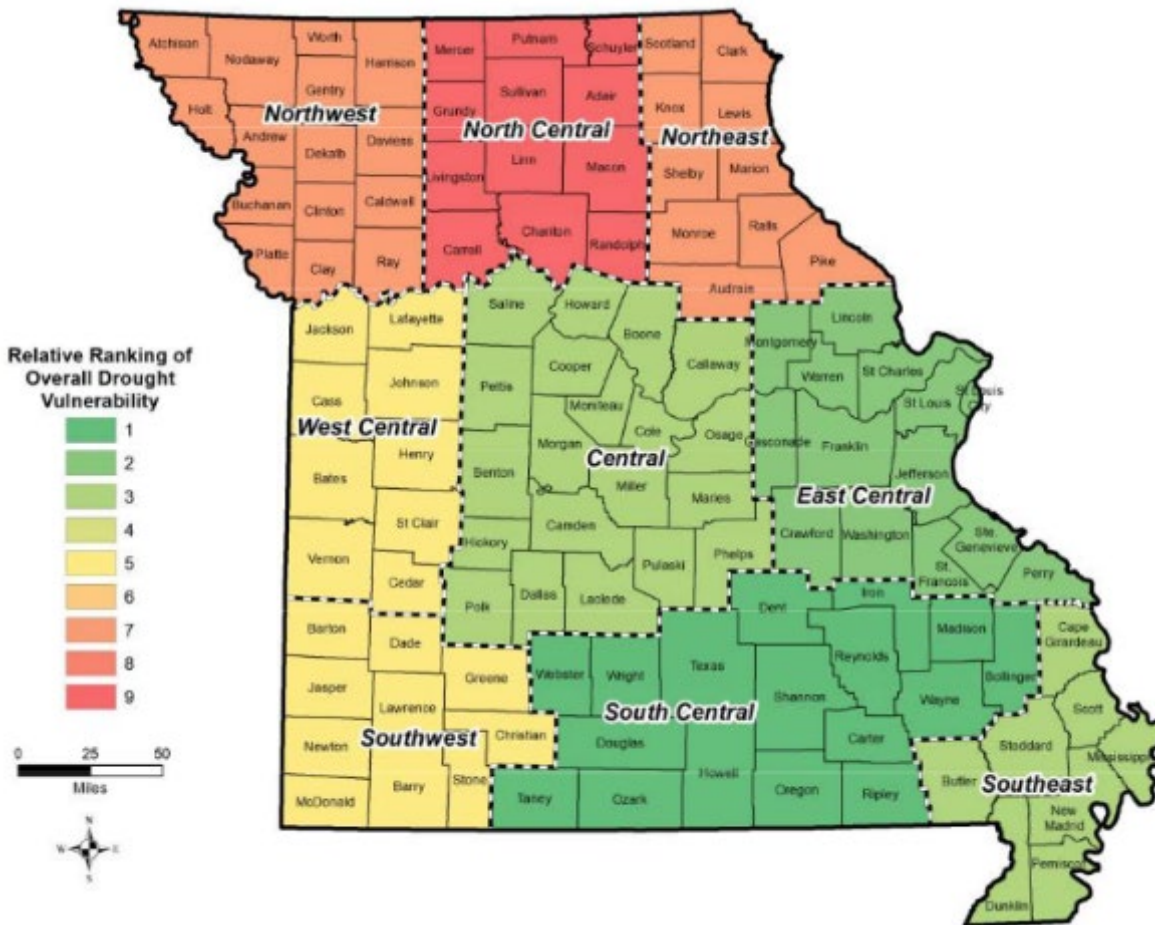 Atchison
Nodaway
Worth
Harrison
Gentry
Holt
Northwest
Andrew
Dekalb
Daviess
Buchanan
Clinton
Caldwell
Platte
Clay
Ray
Mercer
Putnam
Schuyler
Sullivan
Adair
Grundy
North Central
Linn
Macon
Livingston
Carroll
Chariton
Randolph
Scotland
Clark
Knox
Lewis
Northeast
Shelby
Marion
Monroe
Ralls
Pike
Audrain
Relative Ranking of
Overall Drought
Vulnerability
1
2
3
4
5
6
7
8
9
0 25 50
Miles
N
W E
S
Jackson
Lafayette
Johnson
Cass
West Central
Henry
Bates
St Clair
Vernon
Cedar
Saline
Howard
Boone
Callaway
Cooper
Pettis
Moniteau
Cole
Osage
Morgan
Central
Benton
Miller
Maries
Camden
Hickory
Pulaski
Phelps
Polk
Dallas
Laclede
Lincoln
Montgomery
Warren
St Charles
St Louis
City
St Louis
Gasconade
Franklin
Jefferson
East Central
Crawford
Washington
Ste.
Genevieve
St.
Francois
Perry
Barton
Dade
Jasper
Greene
Lawrence
Newton
Southwest
Christian
McDonald
Barry
Stone
Dent
Iron
Madison
Webster
Wright
Texas
Reynolds
Bollinger
Shannon
Wayne
South Central
Douglas
Carter
Howell
Taney
Ozark
Oregon
Ripley
Cape
Girardeau
Scott
Stoddard
Mississippi
Butler
Southeast
New
Madrid
Pemiscot
Dunklin